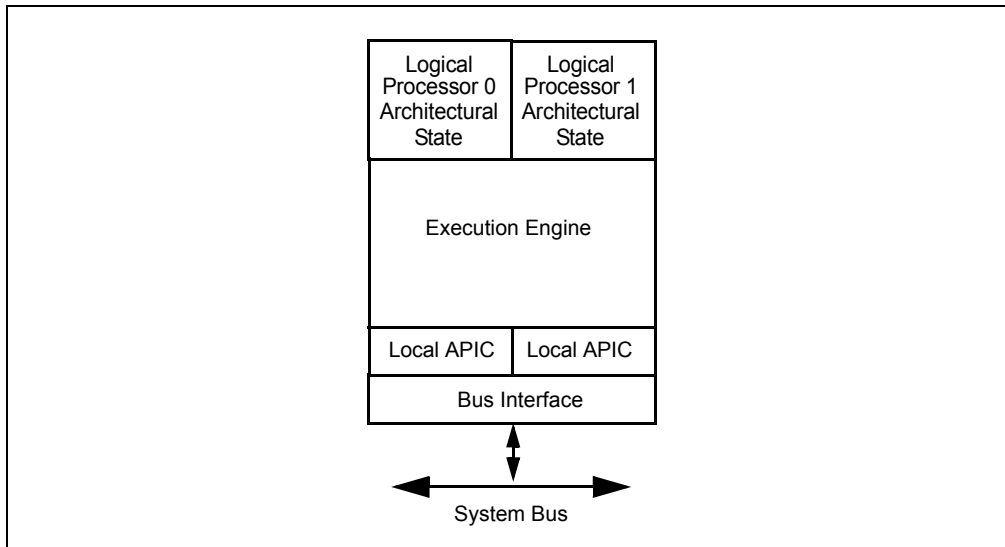 Logical
Processor 0
Architectural
State
Logical
Processor 1
Architectural
State
Execution Engine
Local APIC
Local APIC
Bus Interface
System Bus